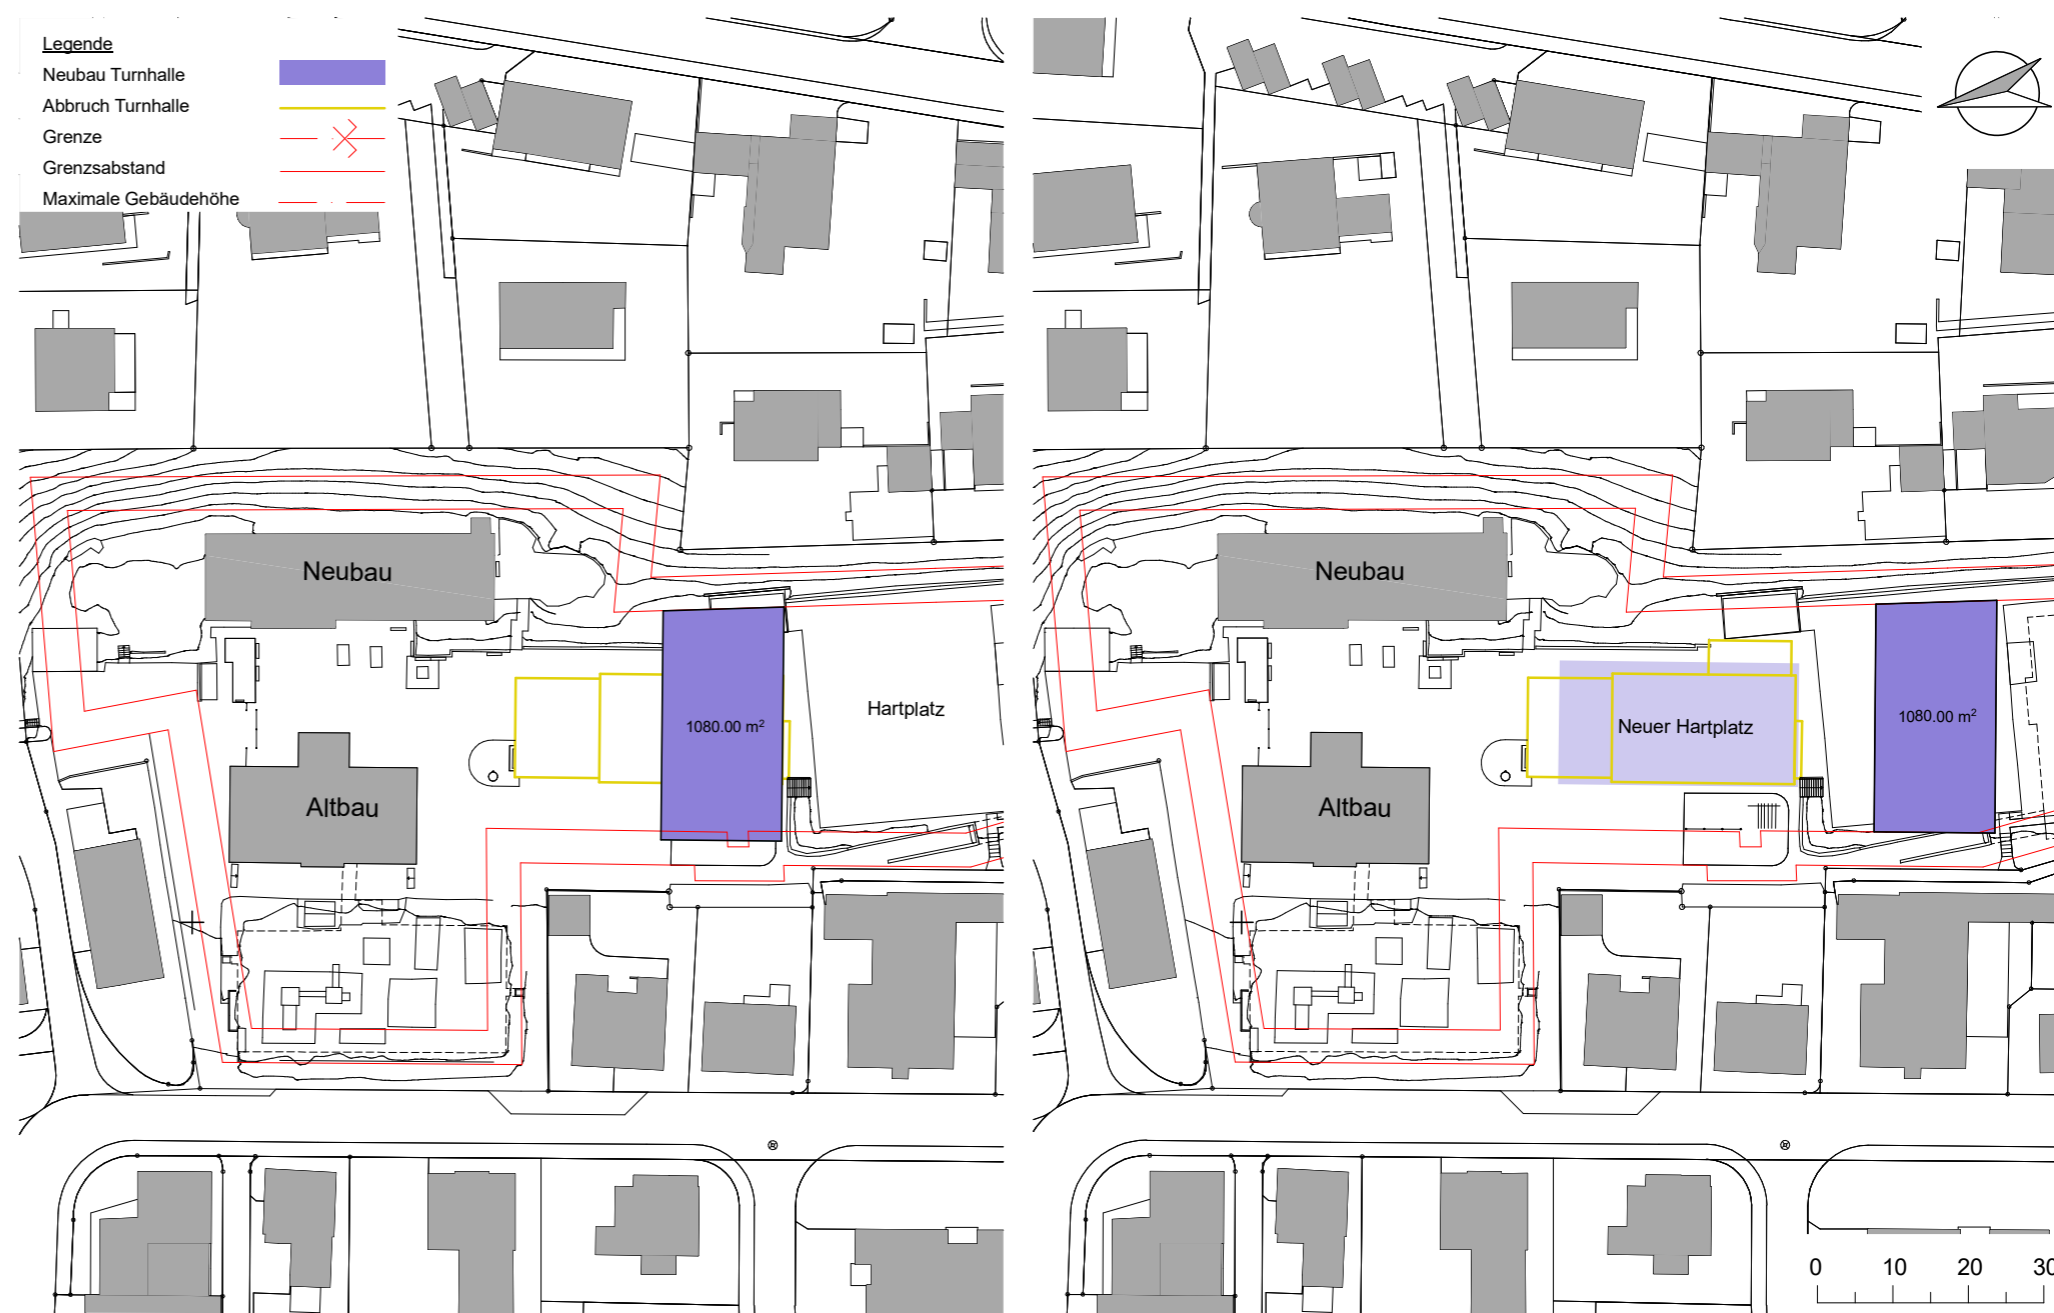 Legende
Neubau Turnhalle
Abbruch Turnhalle
Grenze
Grenzsabstand
Maximale Gebäudehöhe
Neubau
1080.00 m²
Hartplatz
Altbau
Neubau
Neuer Hartplatz
1080.00 m²
Altbau
0 10 20 30